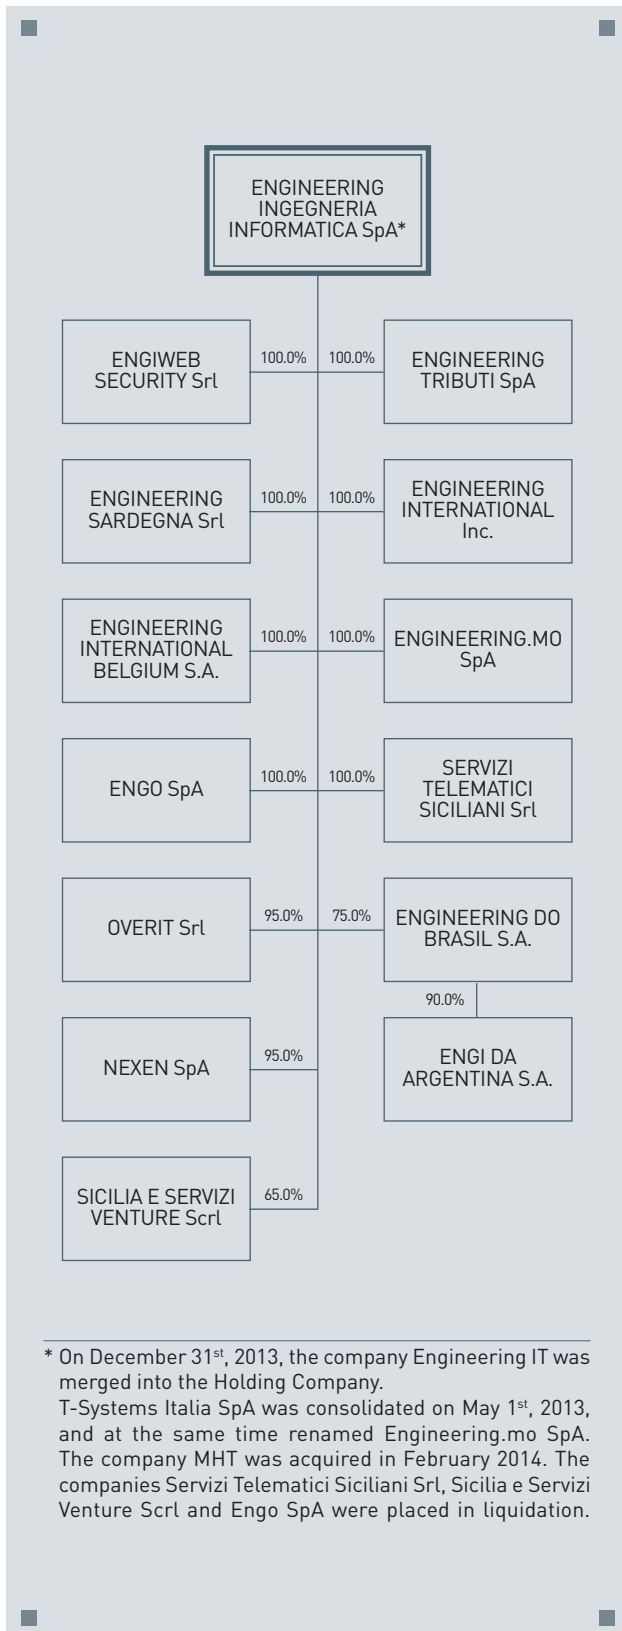 ENGINEERING
INGEGNERIA
INFORMATICA SpA*
ENGIWEB
SECURITY Srl
100.0%
100.0%
ENGINEERING
TRIBUTI SpA
ENGINEERING
SARDEGNA Srl
100.0%
100.0%
ENGINEERING
INTERNATIONAL
Inc.
ENGINEERING
INTERNATIONAL
BELGIUM S.A.
100.0%
100.0%
ENGINEERING.MO
SpA
ENGO SpA
100.0%
100.0%
SERVIZI
TELEMATICI
SICILIANI Srl
OVERIT Srl
95.0%
75.0%
ENGINEERING DO
BRASIL S.A.
90.0%
NEXEN SpA
95.0%
ENGI DA
ARGENTINA S.A.
SICILIA E SERVIZI
VENTURE Scrl
65.0%
* On December 31st, 2013, the company Engineering IT was
merged into the Holding Company.
T-Systems Italia SpA was consolidated on May 1st, 2013,
and at the same time renamed Engineering.mo SpA.
The company MHT was acquired in February 2014. The
companies Servizi Telematici Siciliani Srl, Sicilia e Servizi
Venture Scrl and Engo SpA were placed in liquidation.